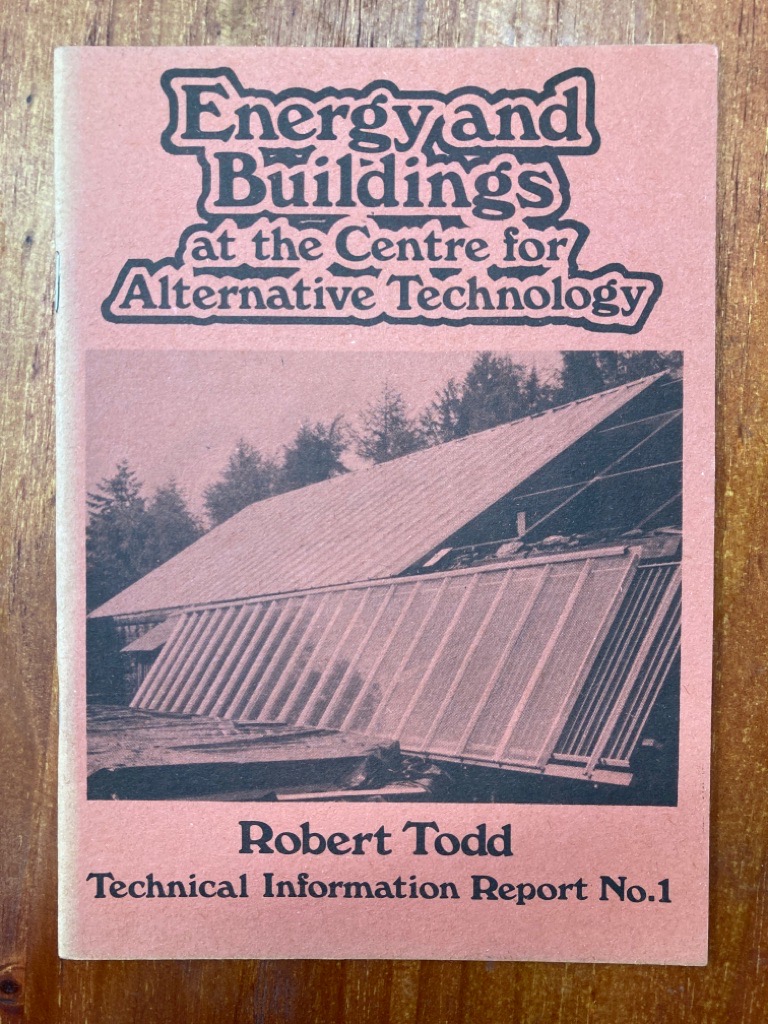 Energy and
Buildings
at the Centre for
Alternative Technology
Robert Todd
Technical Information Report No.1